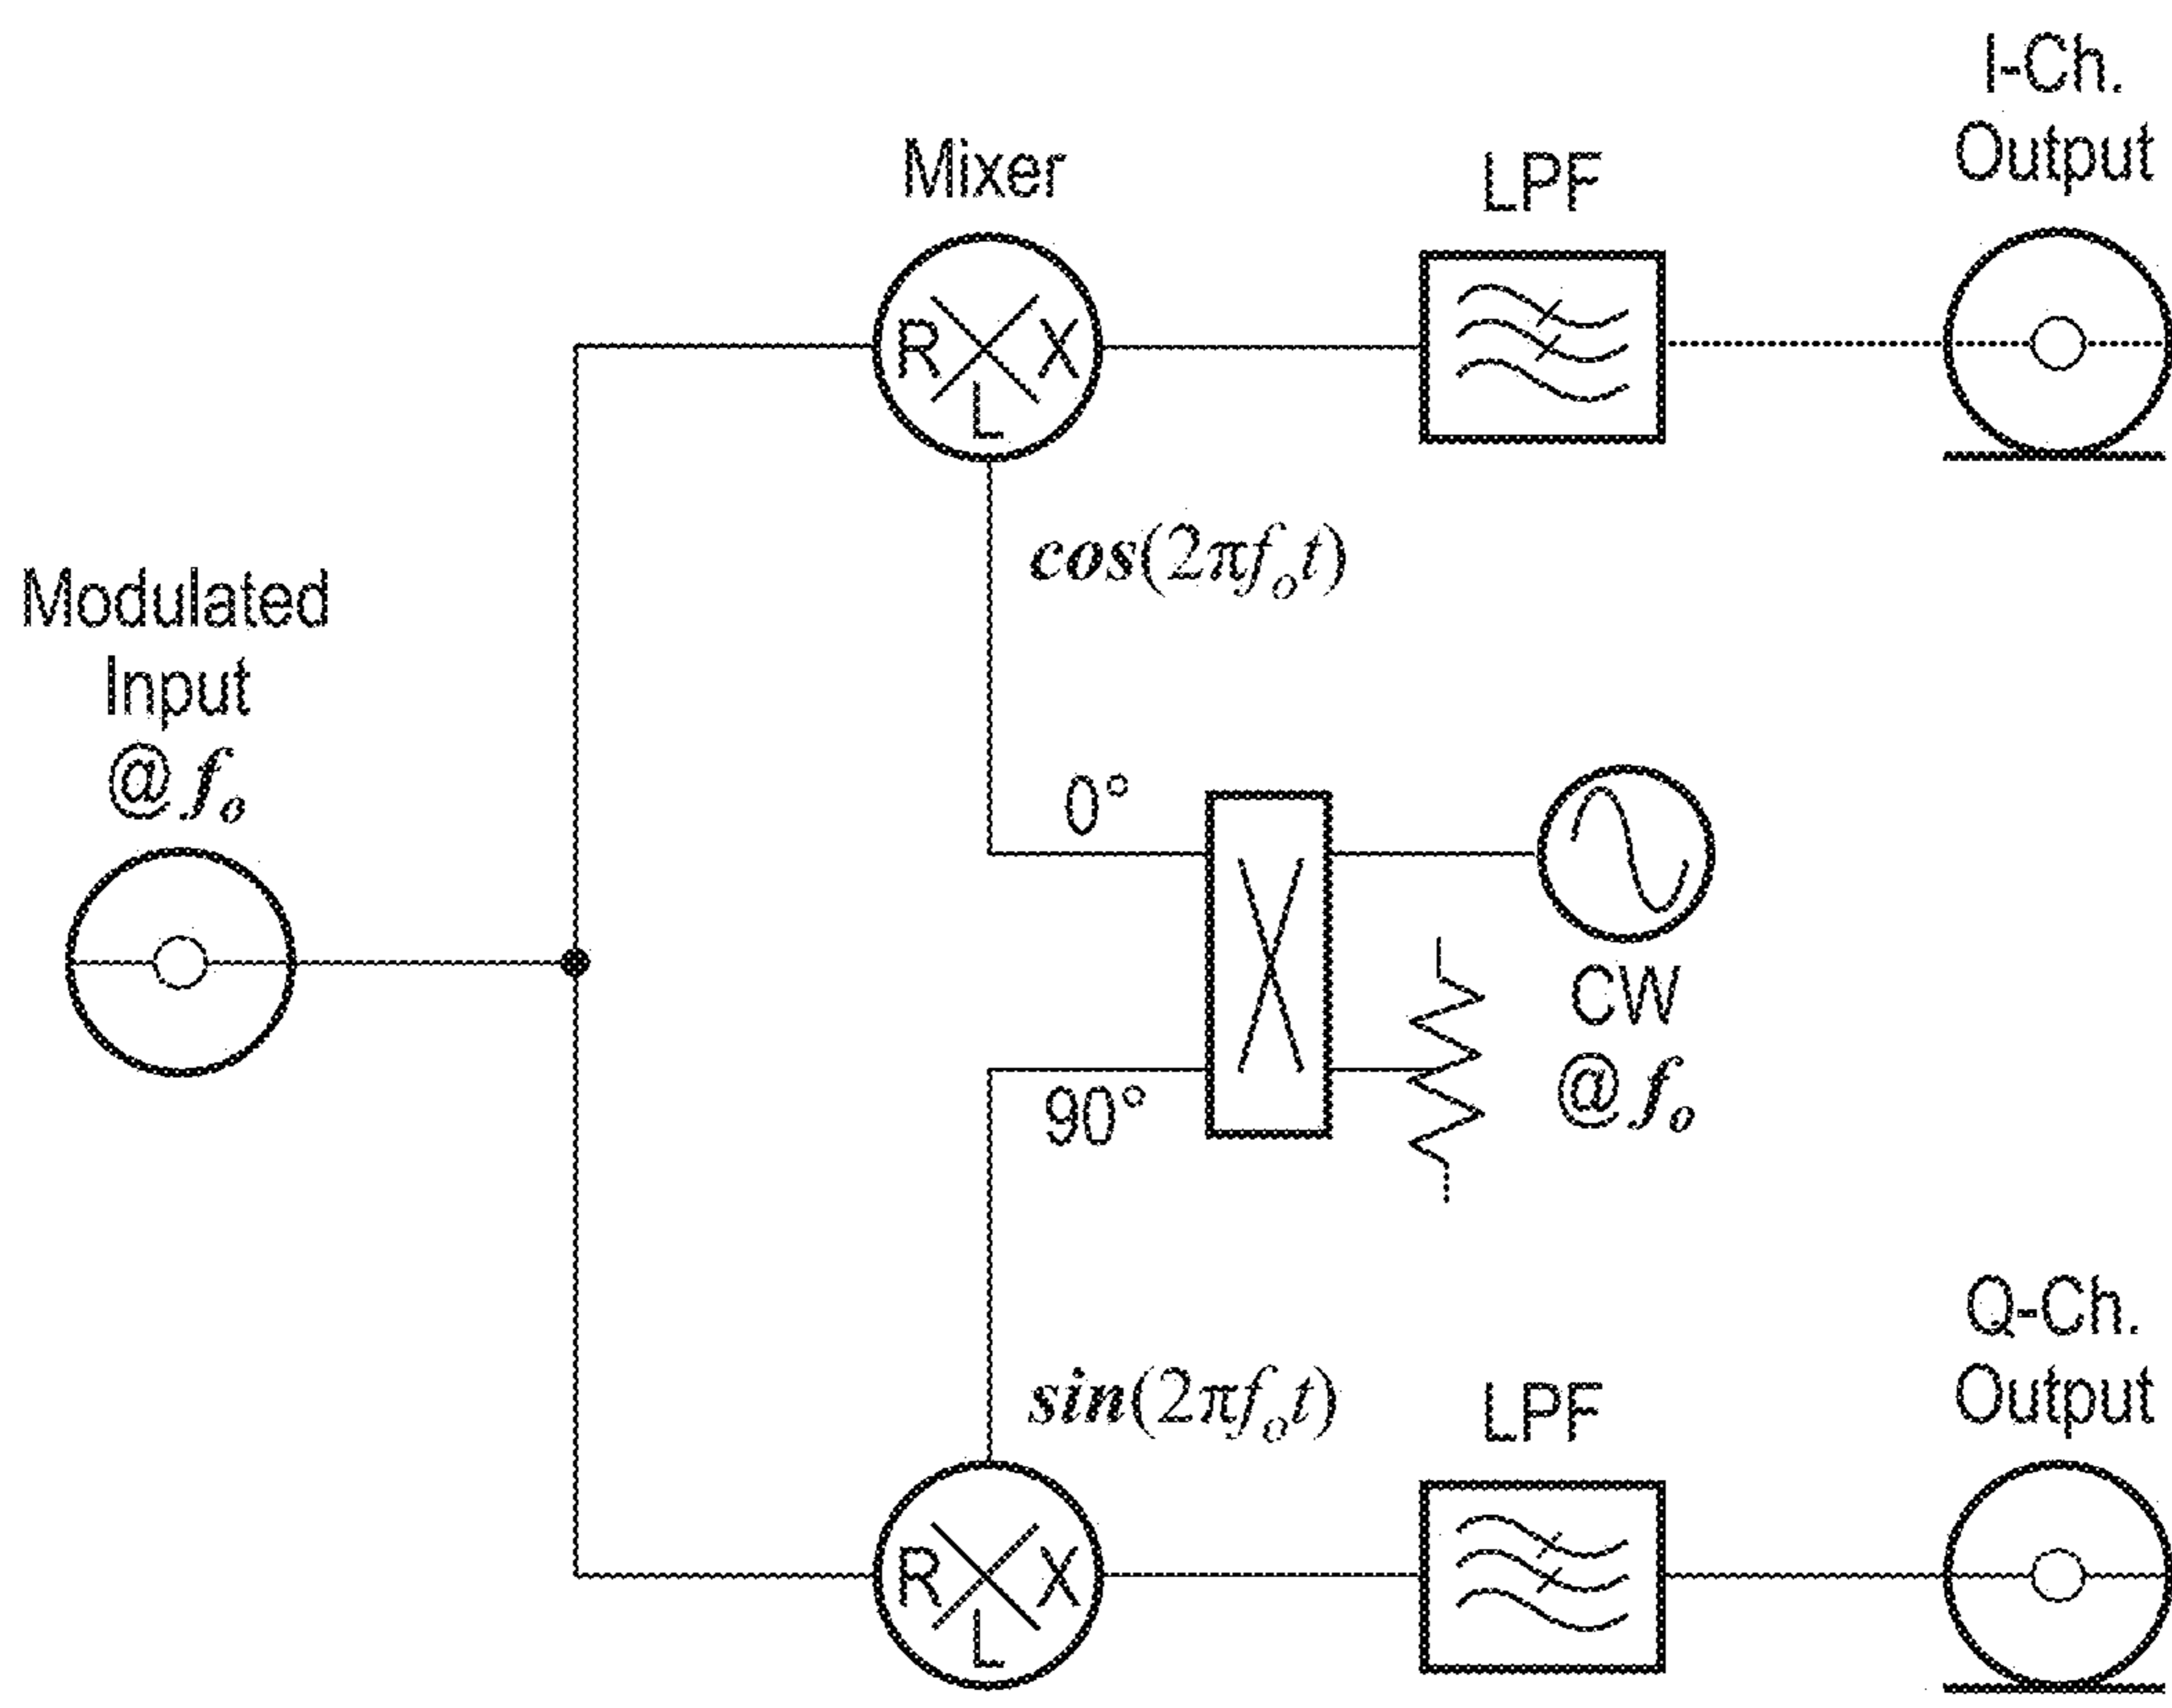 I-Ch.
Output
Mixer
LPF
R X
L
cos(2πfₒt)
Modulated
Input
@ fₒ
0°
CW
@ fₒ
90°
Q-Ch.
Output
sin(2πfₒt)
LPF
R X
L